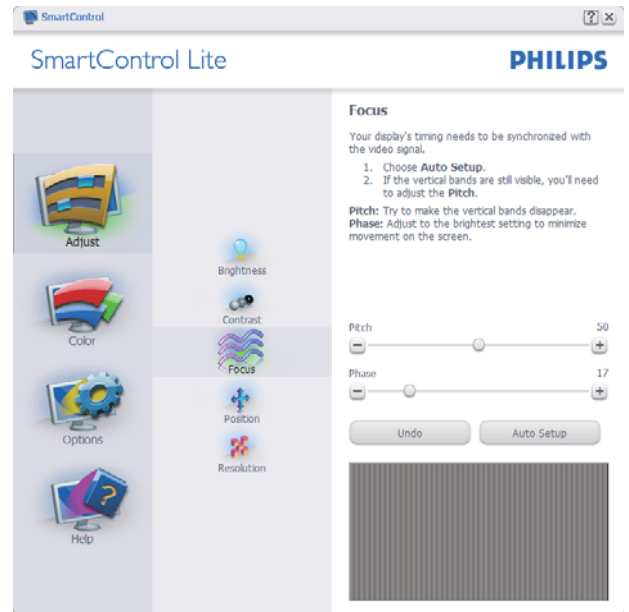 SmartControl
SmartControl Lite
PHILIPS
Adjust
Color
Options
Help
Brightness
Contrast
Focus
Position
Resolution
Focus
Your display's timing needs to be synchronized with
the video signal.
1. Choose Auto Setup.
2. If the vertical bands are still visible, you'll need
to adjust the Pitch.
Pitch: Try to make the vertical bands disappear.
Phase: Adjust to the brightest setting to minimize
movement on the screen.
Pitch 50
Phase 17
Undo Auto Setup